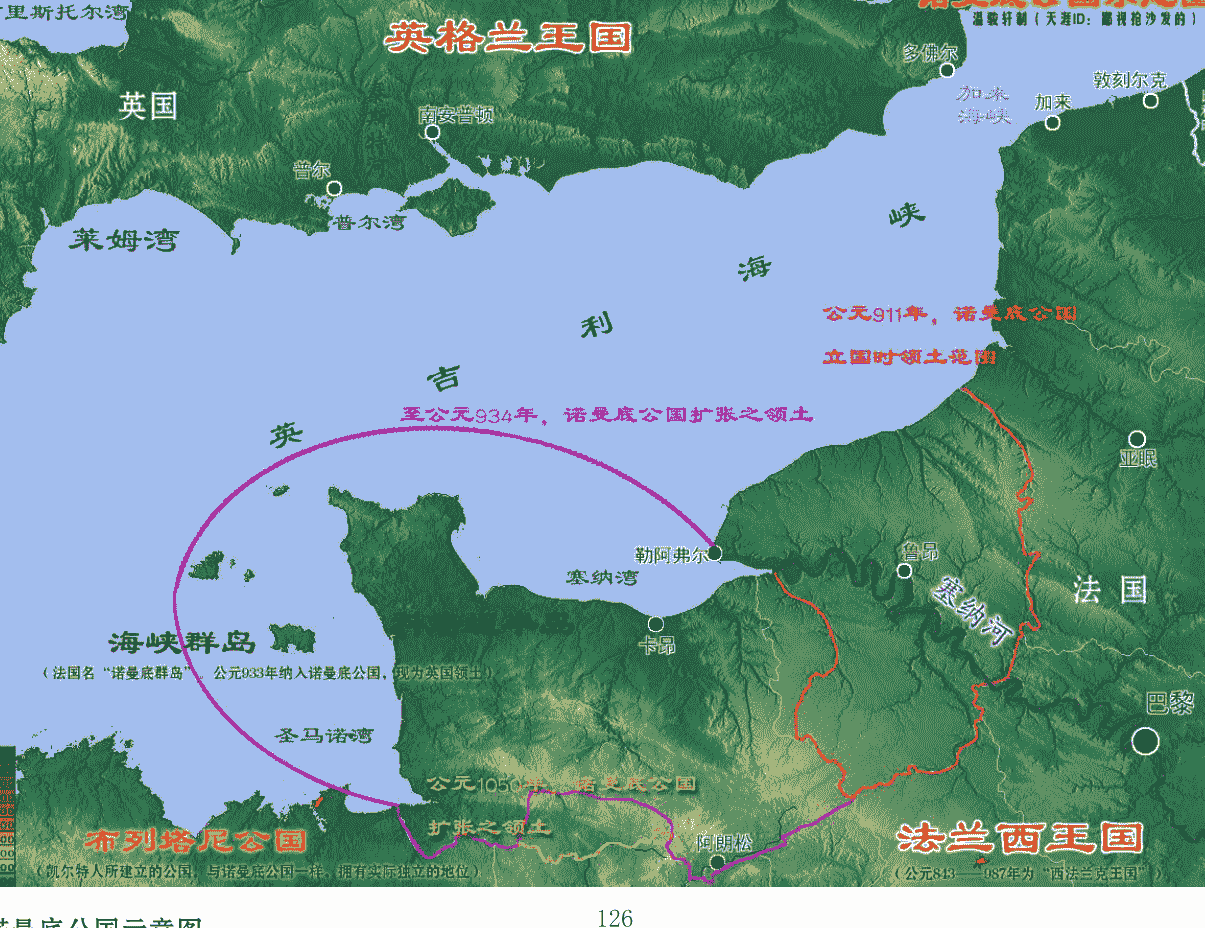 里斯托尔湾
英格兰王国
温骏轩制（天涯ID：鄙视抢沙发的）
多佛尔
敦刻尔克
英国
加来
海峡
加来
南安普顿
普尔
普尔湾
莱姆湾
英吉利海峡
公元911年，诺曼底公国
立国时领土范围
至公元934年，诺曼底公国扩张之领土
亚眠
勒阿弗尔
鲁昂
塞纳湾
塞纳河
法国
卡昂
海峡群岛
（法国名“诺曼底群岛”，公元933年纳入诺曼底公国，现为英国领土）
巴黎
圣马诺湾
公元1050年，诺曼底公国
扩张之领土
布列塔尼公国
阿朗松
法兰西王国
（凯尔特人所建立的公国，与诺曼底公国一样，拥有实际独立的地位）
（公元843——987年为“西法兰克王国”）
曼底公国示意图
126